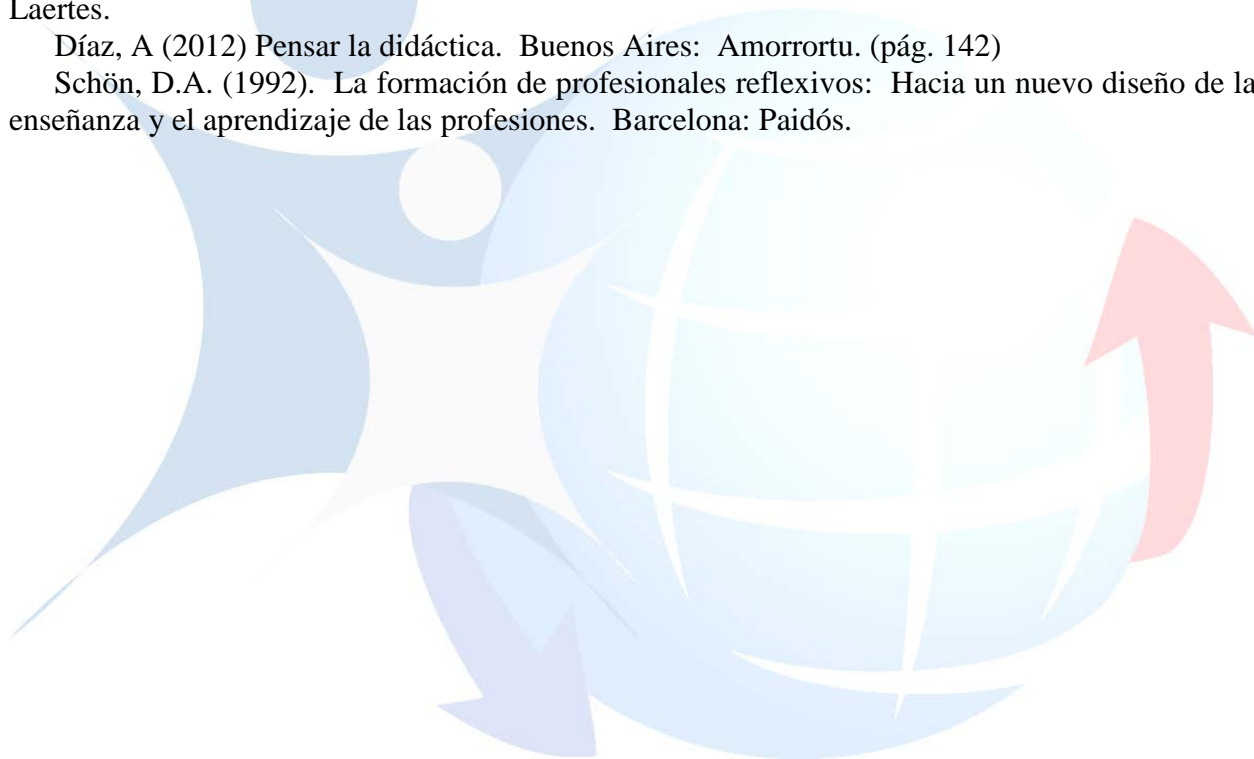 Laertes.
Díaz, A (2012) Pensar la didáctica. Buenos Aires: Amorrortu. (pág. 142)
Schön, D.A. (1992). La formación de profesionales reflexivos: Hacia un nuevo diseño de la
enseñanza y el aprendizaje de las profesiones. Barcelona: Paidós.